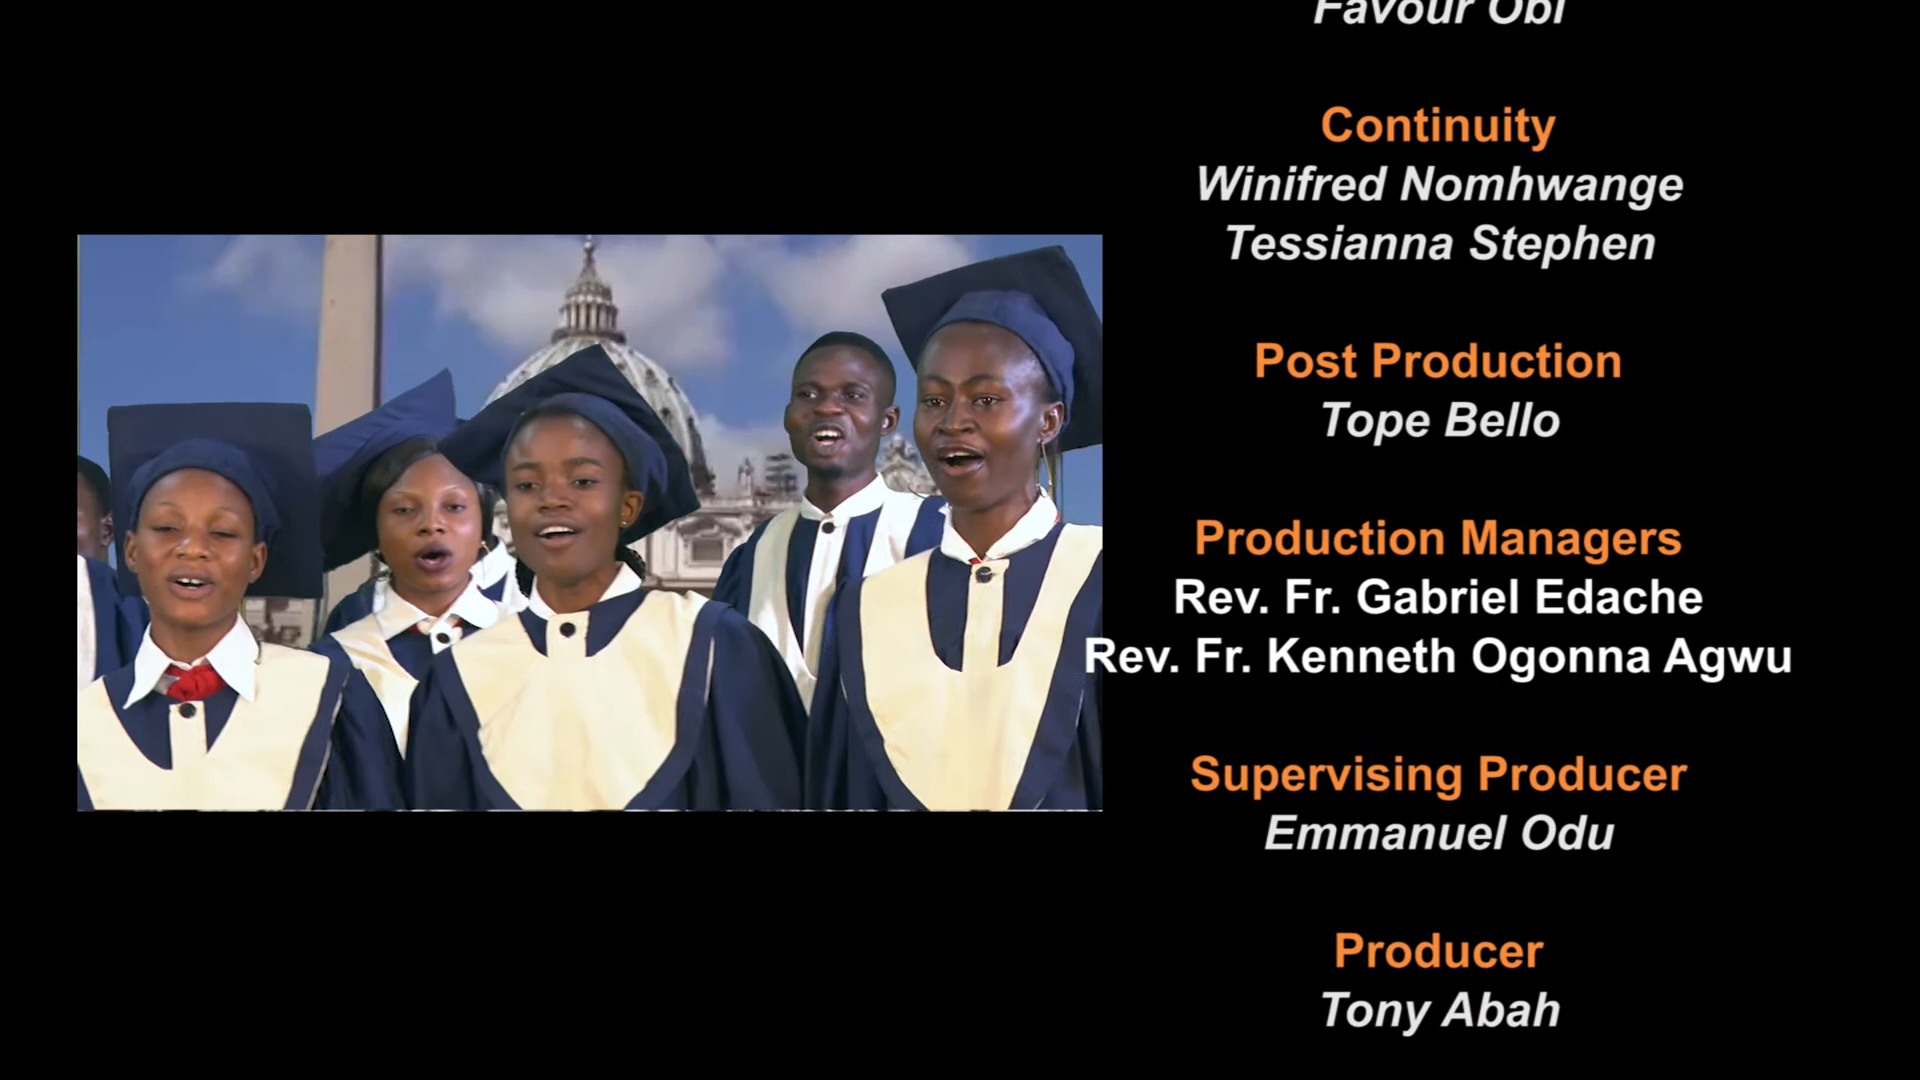 Favour Obi
Continuity
Winifred Nomhwange
Tessianna Stephen
Post Production
Tope Bello
Production Managers
Rev. Fr. Gabriel Edache
Rev. Fr. Kenneth Ogonna Agwu
Supervising Producer
Emmanuel Odu
Producer
Tony Abah